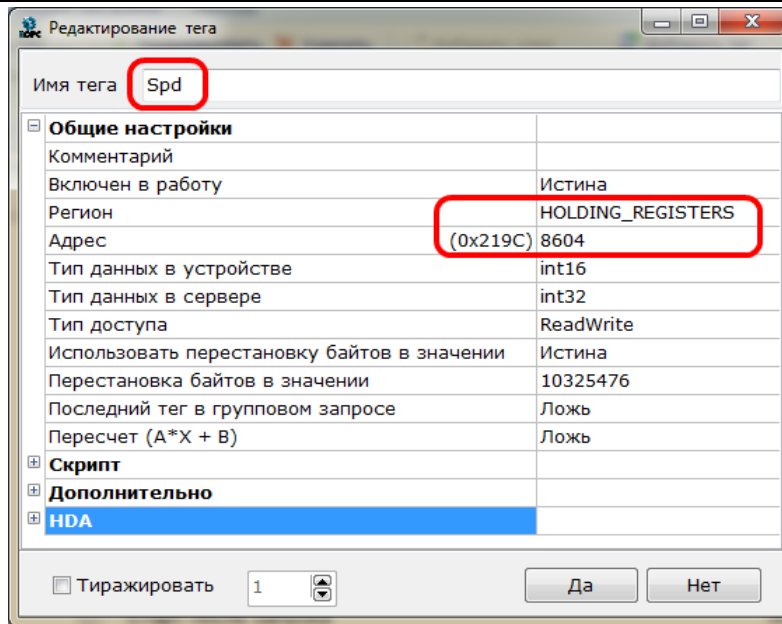 Редактирование тега
Имя тега Spd
Общие настройки
Комментарий
Включен в работу Истина
Регион HOLDING_REGISTERS
Адрес (0x219C) 8604
Тип данных в устройстве int16
Тип данных в сервере int32
Тип доступа ReadWrite
Использовать перестановку байтов в значении Истина
Перестановка байтов в значении 10325476
Последний тег в групповом запросе Ложь
Пересчет (A*X + B) Ложь
Скрипт
Дополнительно
HDA
Тиражировать 1 Да Нет